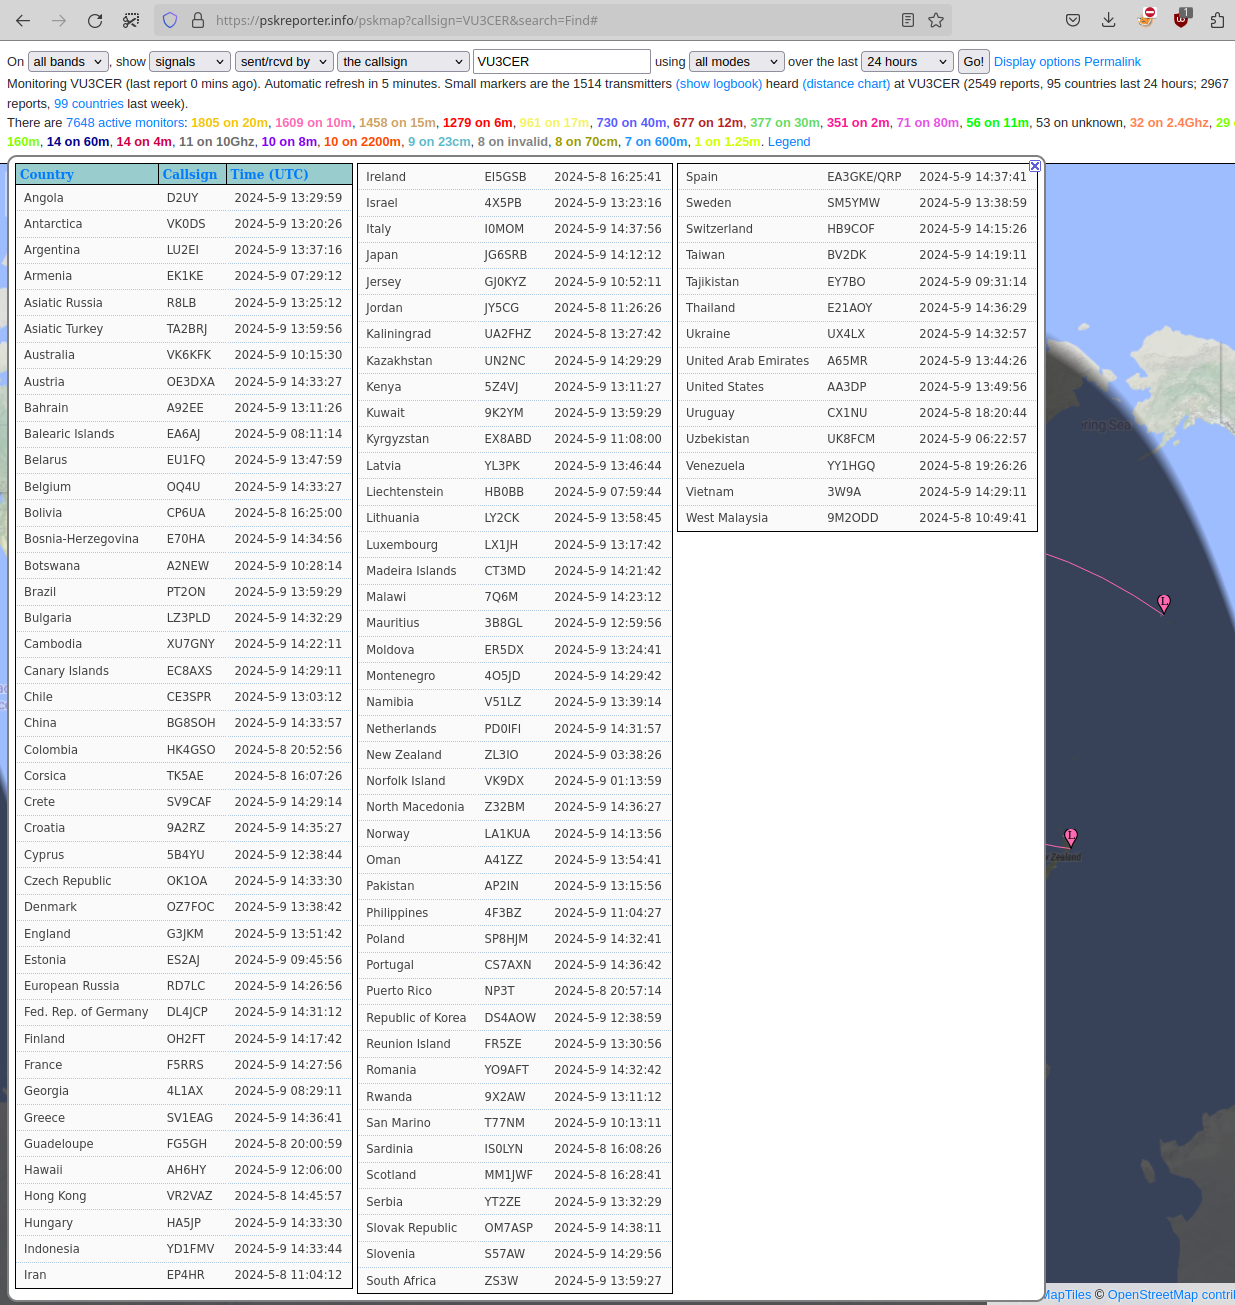 https://pskreporter.info/pskmap?callsign=VU3CER&search=Find#
1
On all bands, show signals sent/rcvd by the callsign VU3CER using all modes over the last 24 hours Go! Display options Permalink
Monitoring VU3CER (last report 0 mins ago). Automatic refresh in 5 minutes. Small markers are the 1514 transmitters (show logbook) heard (distance chart) at VU3CER (2549 reports, 95 countries last 24 hours; 2967
reports, 99 countries last week).
There are 7648 active monitors: 1805 on 20m, 1609 on 10m, 1458 on 15m, 1279 on 6m, 961 on 17m, 730 on 40m, 677 on 12m, 377 on 30m, 351 on 2m, 71 on 80m, 56 on 11m, 53 on unknown, 32 on 2.4Ghz, 29
160m, 14 on 60m, 14 on 4m, 11 on 10Ghz, 10 on 8m, 10 on 2200m, 9 on 23cm, 8 on invalid, 8 on 70cm, 7 on 600m, 1 on 1.25m. Legend
Country Callsign Time (UTC)
Angola D2UY 2024-5-9 13:29:59
Antarctica VK0DS 2024-5-9 13:20:26
Argentina LU2EI 2024-5-9 13:37:16
Armenia EK1KE 2024-5-9 07:29:12
Asiatic Russia R8LB 2024-5-9 13:25:12
Asiatic Turkey TA2BRJ 2024-5-9 13:59:56
Australia VK6KFK 2024-5-9 10:15:30
Austria OE3DXA 2024-5-9 14:33:27
Bahrain A92EE 2024-5-9 13:11:26
Balearic Islands EA6AJ 2024-5-9 08:11:14
Belarus EU1FQ 2024-5-9 13:47:59
Belgium OQ4U 2024-5-9 14:33:27
Bolivia CP6UA 2024-5-8 16:25:00
Bosnia-Herzegovina E70HA 2024-5-9 14:34:56
Botswana A2NEW 2024-5-9 10:28:14
Brazil PT2ON 2024-5-9 13:59:29
Bulgaria LZ3PLD 2024-5-9 14:32:29
Cambodia XU7GNY 2024-5-9 14:22:11
Canary Islands EC8AXS 2024-5-9 14:29:11
Chile CE3SPR 2024-5-9 13:03:12
China BG8SOH 2024-5-9 14:33:57
Colombia HK4GSO 2024-5-8 20:52:56
Corsica TK5AE 2024-5-8 16:07:26
Crete SV9CAF 2024-5-9 14:29:14
Croatia 9A2RZ 2024-5-9 14:35:27
Cyprus 5B4YU 2024-5-9 12:38:44
Czech Republic OK1OA 2024-5-9 14:33:30
Denmark OZ7FOC 2024-5-9 13:38:42
England G3JKM 2024-5-9 13:51:42
Estonia ES2AJ 2024-5-9 09:45:56
European Russia RD7LC 2024-5-9 14:26:56
Fed. Rep. of Germany DL4JCP 2024-5-9 14:31:12
Finland OH2FT 2024-5-9 14:17:42
France F5RRS 2024-5-9 14:27:56
Georgia 4L1AX 2024-5-9 08:29:11
Greece SV1EAG 2024-5-9 14:36:41
Guadeloupe FG5GH 2024-5-8 20:00:59
Hawaii AH6HY 2024-5-9 12:06:00
Hong Kong VR2VAZ 2024-5-8 14:45:57
Hungary HA5JP 2024-5-9 14:33:30
Indonesia YD1FMV 2024-5-9 14:33:44
Iran EP4HR 2024-5-8 11:04:12
Ireland EI5GSB 2024-5-8 16:25:41
Israel 4X5PB 2024-5-9 13:23:16
Italy I0MOM 2024-5-9 14:37:56
Japan JG6SRB 2024-5-9 14:12:12
Jersey GJ0KYZ 2024-5-9 10:52:11
Jordan JY5CG 2024-5-8 11:26:26
Kaliningrad UA2FHZ 2024-5-8 13:27:42
Kazakhstan UN2NC 2024-5-9 14:29:29
Kenya 5Z4VJ 2024-5-9 13:11:27
Kuwait 9K2YM 2024-5-9 13:59:29
Kyrgyzstan EX8ABD 2024-5-9 11:08:00
Latvia YL3PK 2024-5-9 13:46:44
Liechtenstein HB0BB 2024-5-9 07:59:44
Lithuania LY2CK 2024-5-9 13:58:45
Luxembourg LX1JH 2024-5-9 13:17:42
Madeira Islands CT3MD 2024-5-9 14:21:42
Malawi 7Q6M 2024-5-9 14:23:12
Mauritius 3B8GL 2024-5-9 12:59:56
Moldova ER5DX 2024-5-9 13:24:41
Montenegro 4O5JD 2024-5-9 14:29:42
Namibia V51LZ 2024-5-9 13:39:14
Netherlands PD0IFI 2024-5-9 14:31:57
New Zealand ZL3IO 2024-5-9 03:38:26
Norfolk Island VK9DX 2024-5-9 01:13:59
North Macedonia Z32BM 2024-5-9 14:36:27
Norway LA1KUA 2024-5-9 14:13:56
Oman A41ZZ 2024-5-9 13:54:41
Pakistan AP2IN 2024-5-9 13:15:56
Philippines 4F3BZ 2024-5-9 11:04:27
Poland SP8HJM 2024-5-9 14:32:41
Portugal CS7AXN 2024-5-9 14:36:42
Puerto Rico NP3T 2024-5-8 20:57:14
Republic of Korea DS4AOW 2024-5-9 12:38:59
Reunion Island FR5ZE 2024-5-9 13:30:56
Romania YO9AFT 2024-5-9 14:32:42
Rwanda 9X2AW 2024-5-9 13:11:12
San Marino T77NM 2024-5-9 10:13:11
Sardinia IS0LYN 2024-5-8 16:08:26
Scotland MM1JWF 2024-5-8 16:28:41
Serbia YT2ZE 2024-5-9 13:32:29
Slovak Republic OM7ASP 2024-5-9 14:38:11
Slovenia S57AW 2024-5-9 14:29:56
South Africa ZS3W 2024-5-9 13:59:27
Spain EA3GKE/QRP 2024-5-9 14:37:41
Sweden SM5YMW 2024-5-9 13:38:59
Switzerland HB9COF 2024-5-9 14:15:26
Taiwan BV2DK 2024-5-9 14:19:11
Tajikistan EY7BO 2024-5-9 09:31:14
Thailand E21AOY 2024-5-9 14:36:29
Ukraine UX4LX 2024-5-9 14:32:57
United Arab Emirates A65MR 2024-5-9 13:44:26
United States AA3DP 2024-5-9 13:49:56
Uruguay CX1NU 2024-5-8 18:20:44
Uzbekistan UK8FCM 2024-5-9 06:22:57
Venezuela YY1HGQ 2024-5-8 19:26:26
Vietnam 3W9A 2024-5-9 14:29:11
West Malaysia 9M2ODD 2024-5-8 10:49:41
ring Sea
L
L
Zealand
MapTiles © OpenStreetMap contri